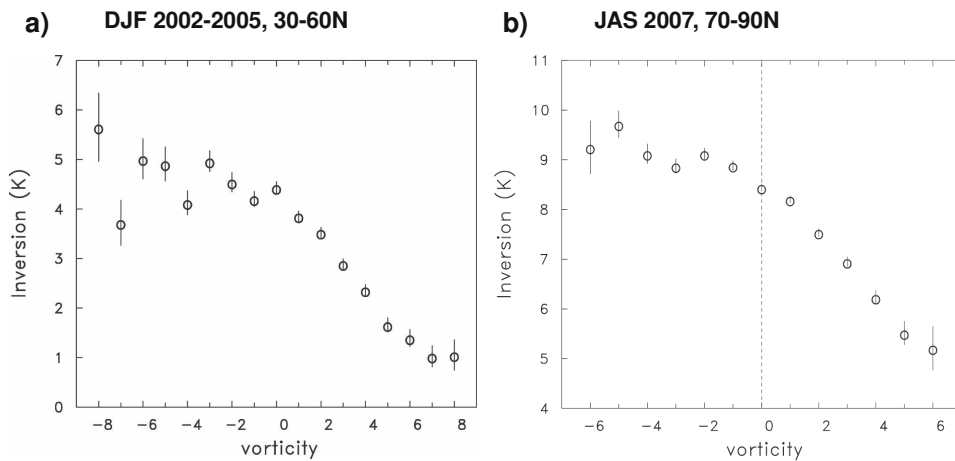 a) DJF 2002-2005, 30-60N
7
6
5
4
3
2
1
0
Inversion (K)
-8 -6 -4 -2 0 2 4 6 8
vorticity
b) JAS 2007, 70-90N
11
10
9
8
7
6
5
4
Inversion (K)
-6 -4 -2 0 2 4 6
vorticity